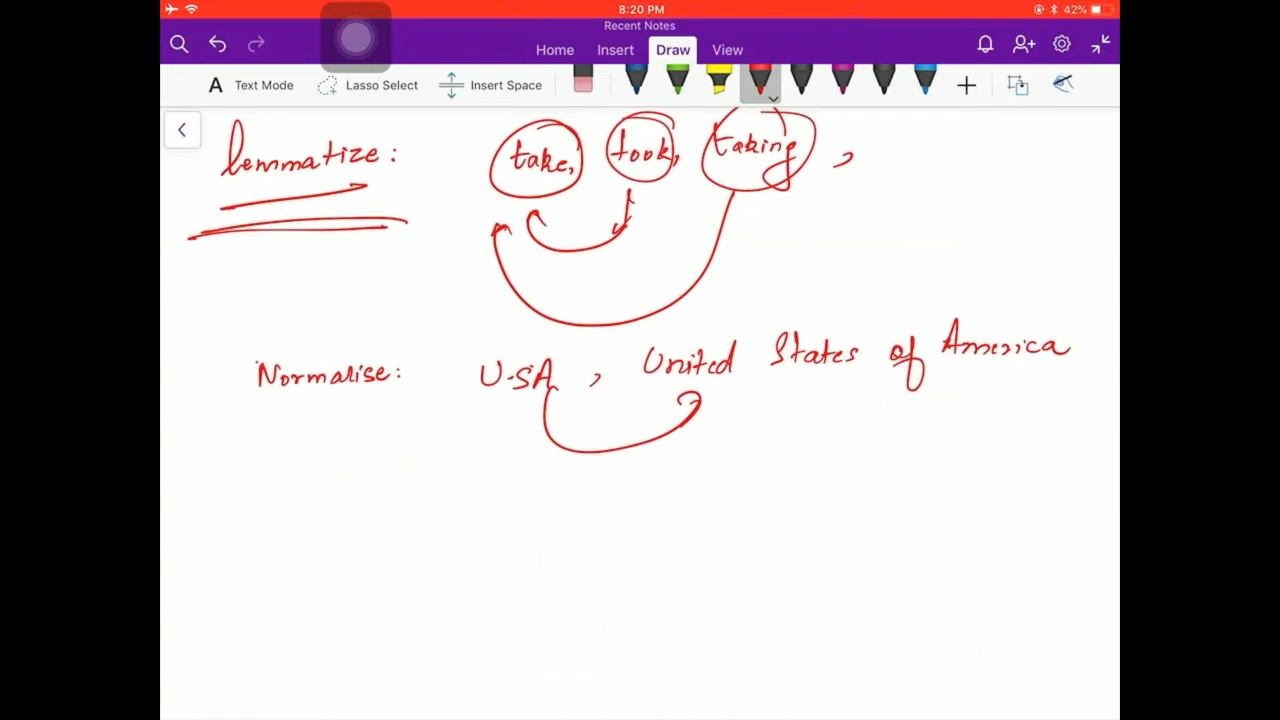 8:20 PM
42%
Recent Notes
Home Insert Draw View
A Text Mode Lasso Select Insert Space
lemmatize: take, took, taking,
Normalise: U.SA, United States of America